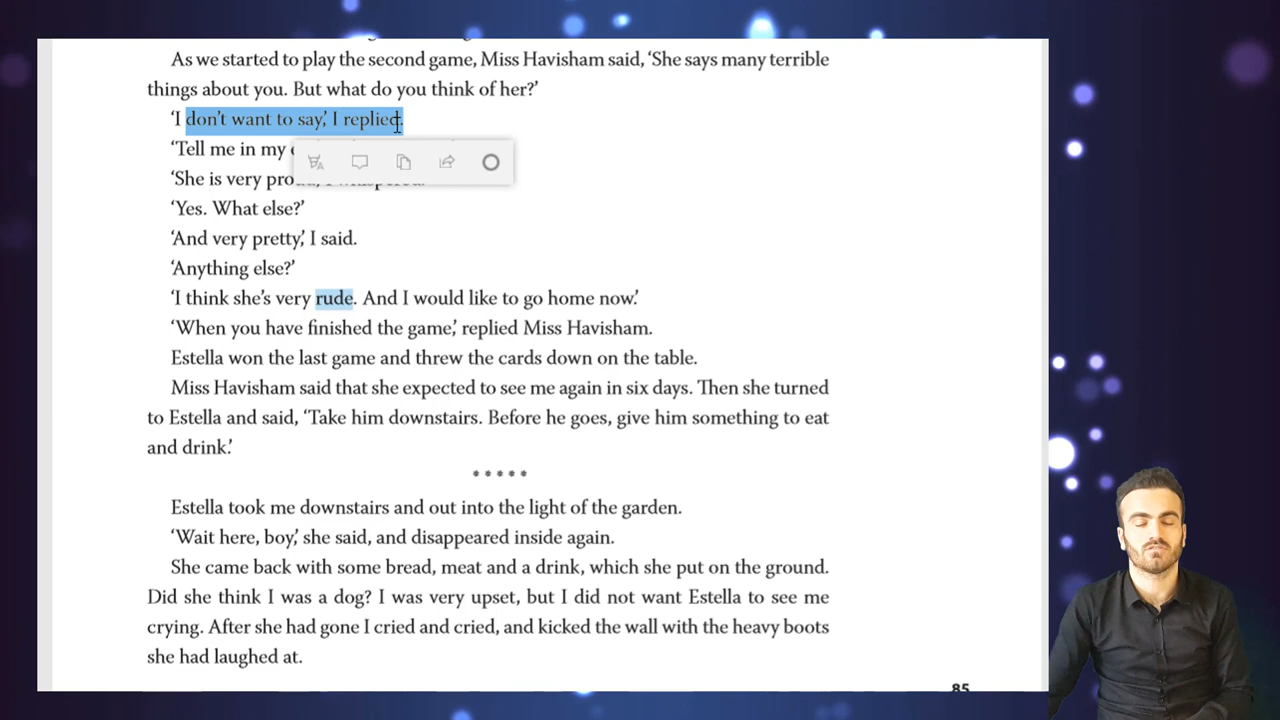 As we started to play the second game, Miss Havisham said, ‘She says many terrible
things about you. But what do you think of her?’
‘I don’t want to say,’ I replied.
‘Tell me in my
‘She is very
‘Yes. What else?’
‘And very pretty,’ I said.
‘Anything else?’
‘I think she’s very rude. And I would like to go home now.’
‘When you have finished the game,’ replied Miss Havisham.
Estella won the last game and threw the cards down on the table.
Miss Havisham said that she expected to see me again in six days. Then she turned
to Estella and said, ‘Take him downstairs. Before he goes, give him something to eat
and drink.’
*****
Estella took me downstairs and out into the light of the garden.
‘Wait here, boy,’ she said, and disappeared inside again.
She came back with some bread, meat and a drink, which she put on the ground.
Did she think I was a dog? I was very upset, but I did not want Estella to see me
crying. After she had gone I cried and cried, and kicked the wall with the heavy boots
she had laughed at.
85